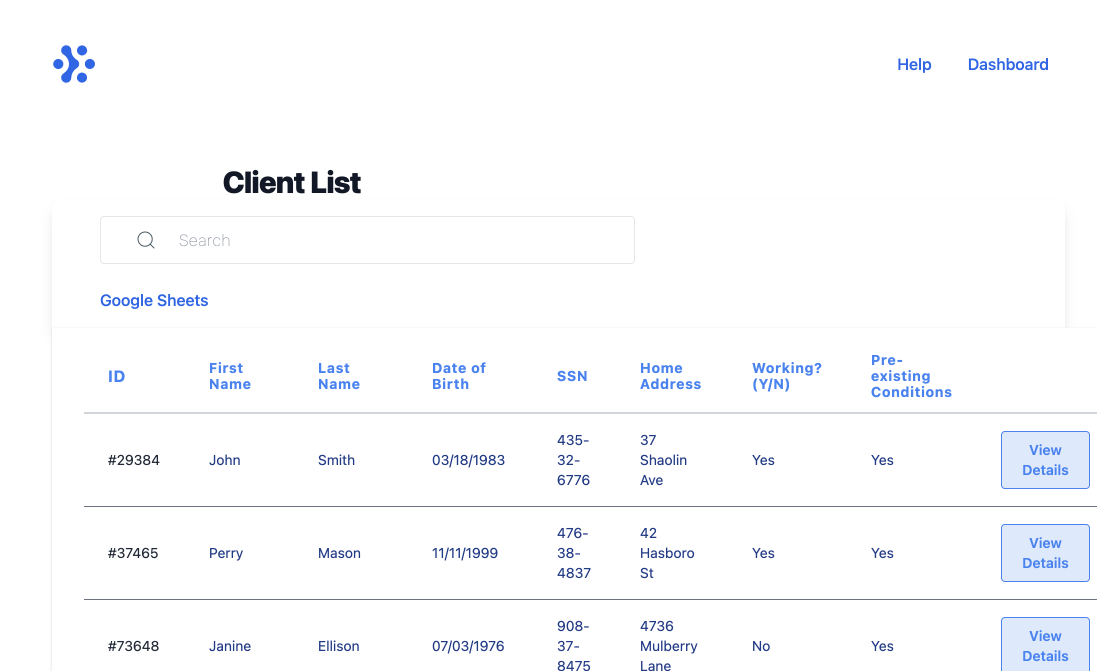 Help Dashboard
Client List
Search
Google Sheets
ID First Name Last Name Date of Birth SSN Home Address Working? (Y/N) Pre-existing Conditions
#29384 John Smith 03/18/1983 435-32-6776 37 Shaolin Ave Yes Yes View Details
#37465 Perry Mason 11/11/1999 476-38-4837 42 Hasboro St Yes Yes View Details
#73648 Janine Ellison 07/03/1976 908-37-8475 4736 Mulberry Lane No Yes View Details